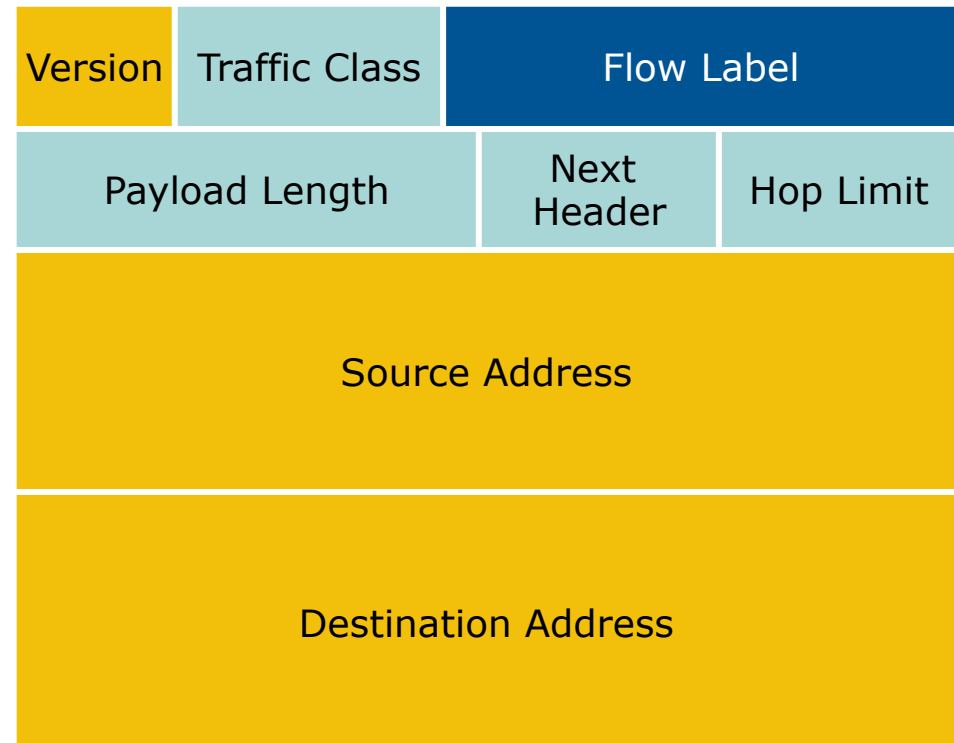 Version
Traffic Class
Flow Label
Payload Length
Next
Header
Hop Limit
Source Address
Destination Address